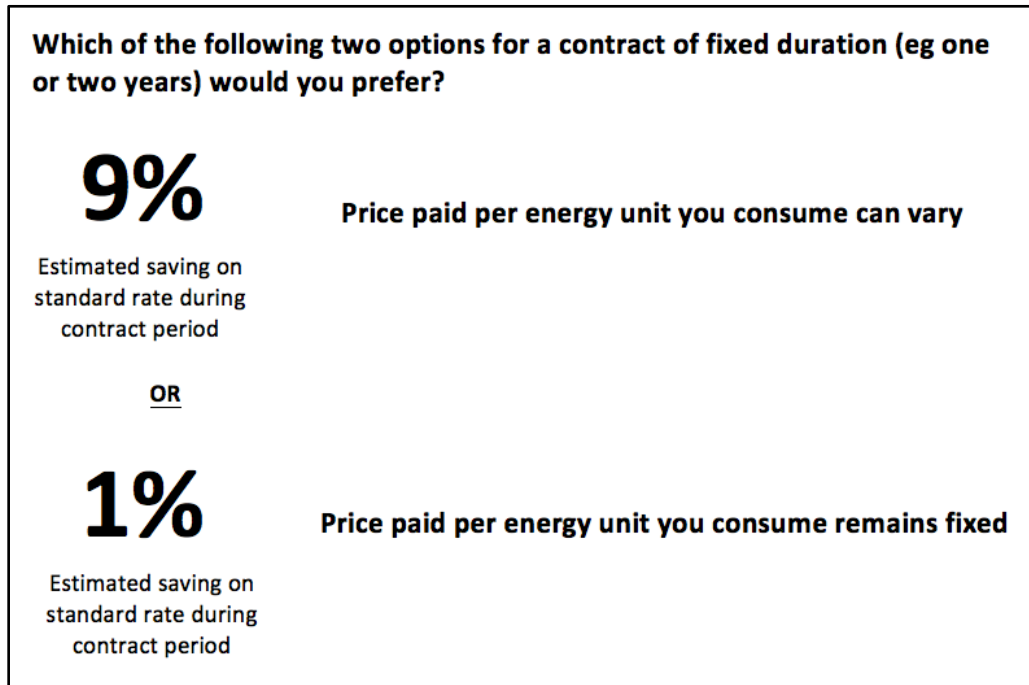 Which of the following two options for a contract of fixed duration (eg one
or two years) would you prefer?
9%
Price paid per energy unit you consume can vary
Estimated saving on
standard rate during
contract period
OR
1%
Price paid per energy unit you consume remains fixed
Estimated saving on
standard rate during
contract period